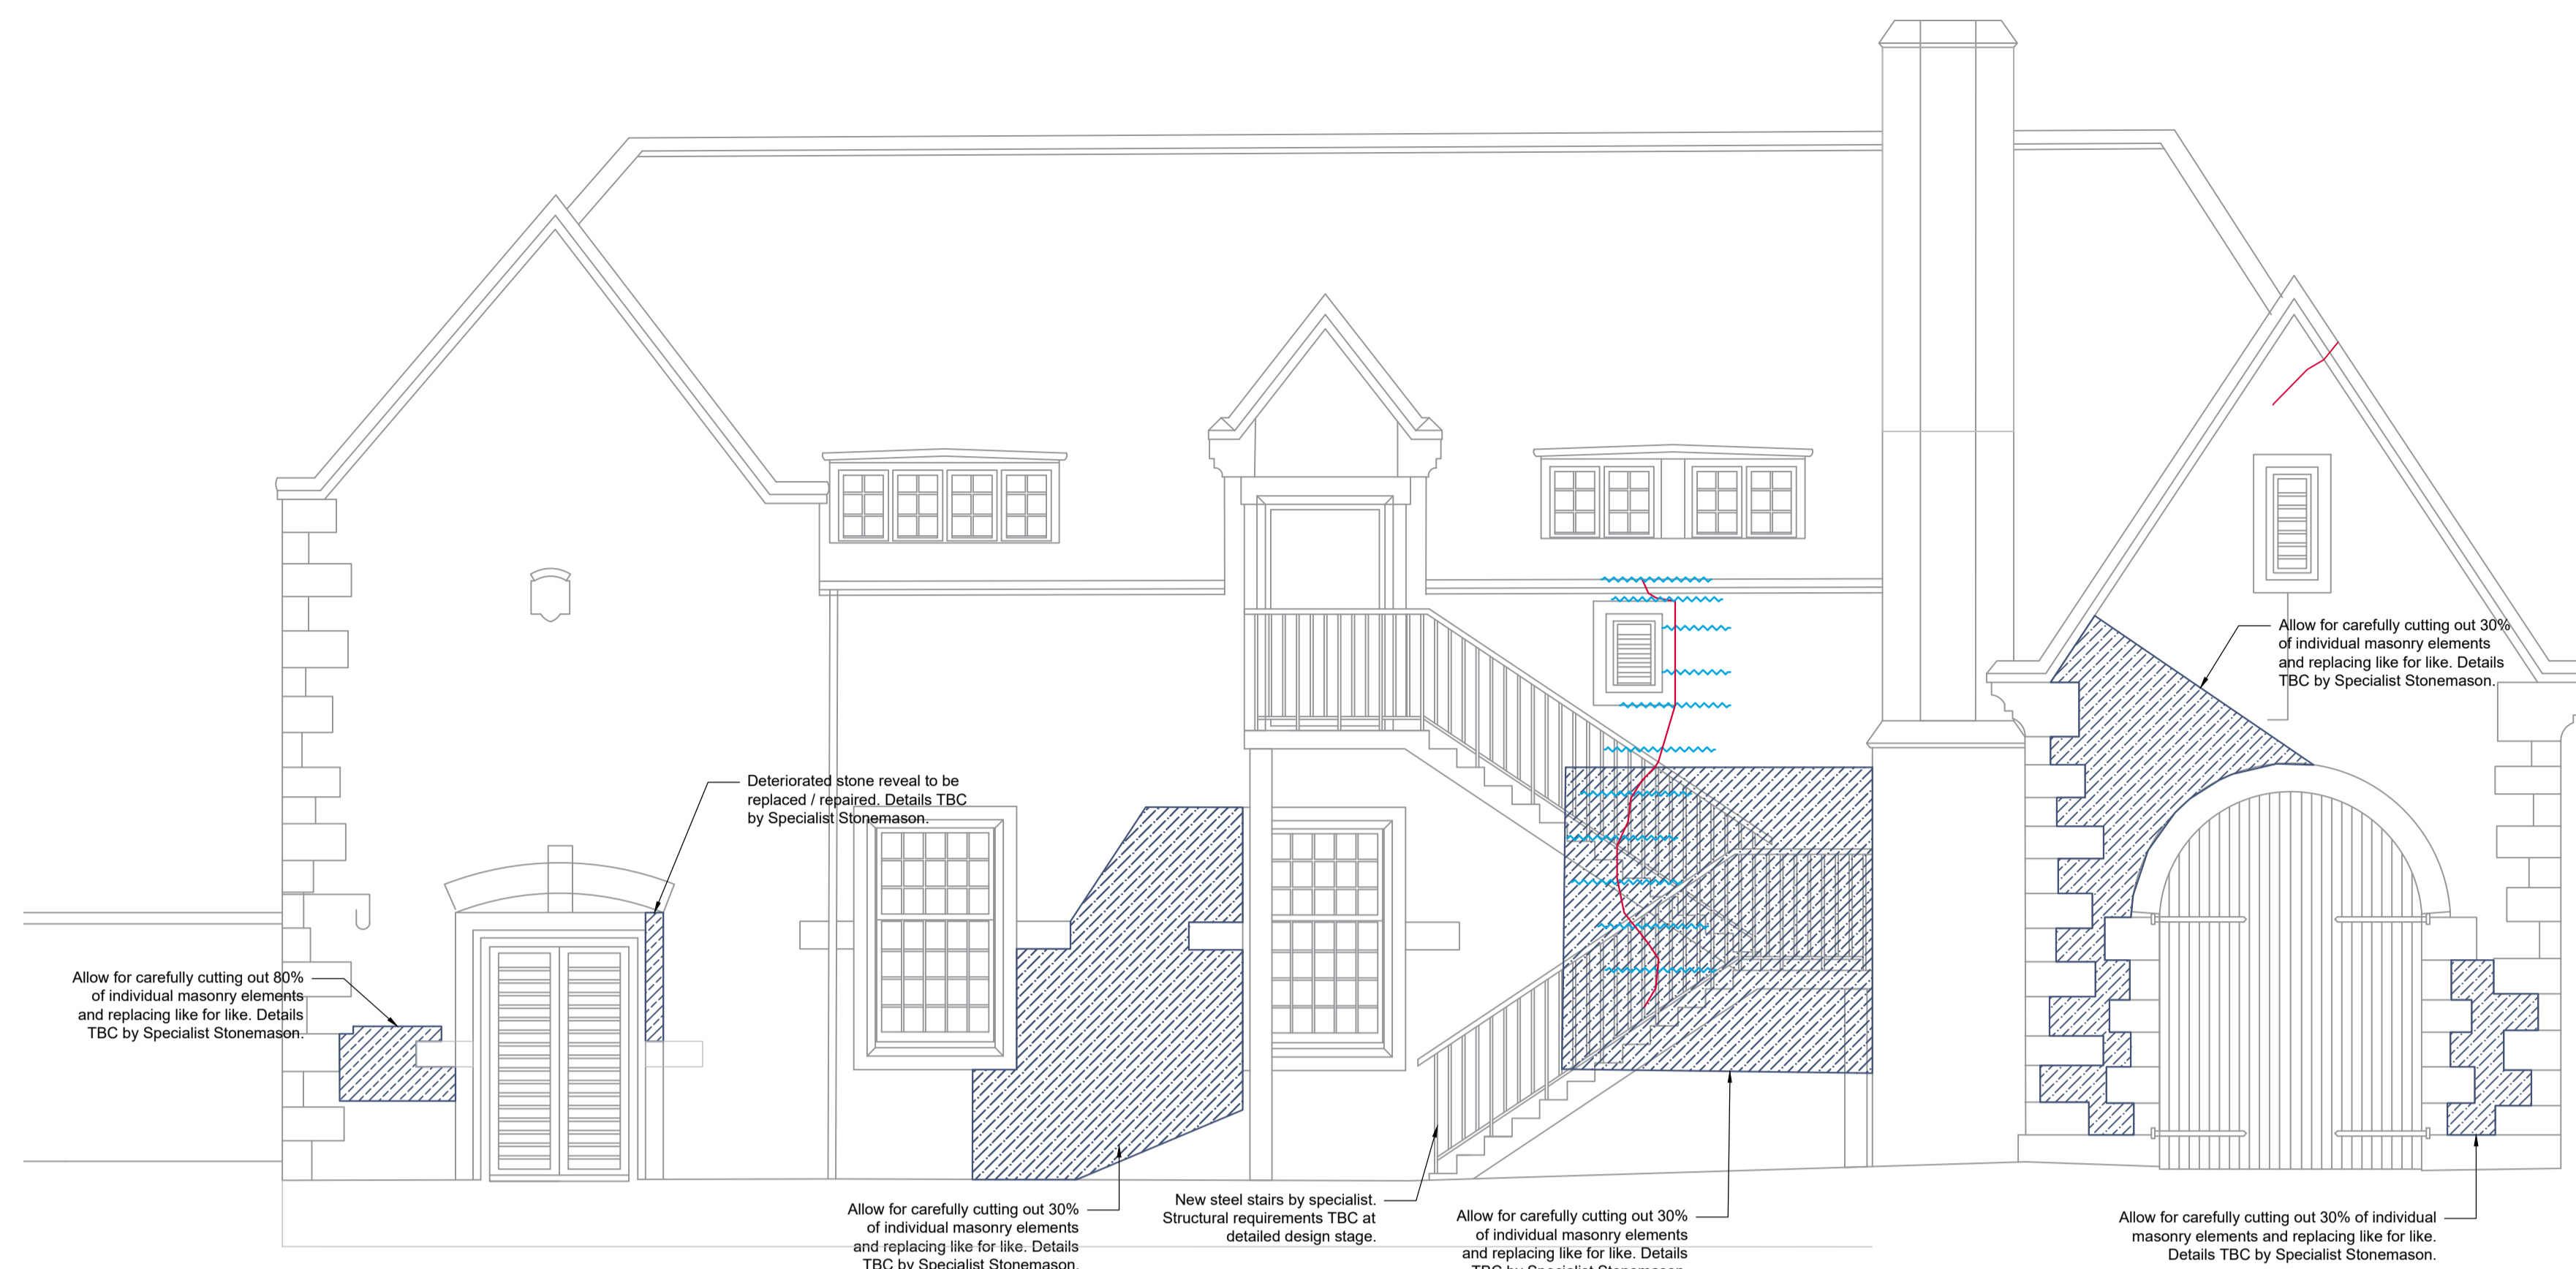 Allow for carefully cutting out 30%
of individual masonry elements
and replacing like for like. Details
TBC by Specialist Stonemason.
Deteriorated stone reveal to be
replaced / repaired. Details TBC
by Specialist Stonemason.
Allow for carefully cutting out 80%
of individual masonry elements
and replacing like for like. Details
TBC by Specialist Stonemason.
Allow for carefully cutting out 30%
of individual masonry elements
and replacing like for like. Details
TBC by Specialist Stonemason.
New steel stairs by specialist.
Structural requirements TBC at
detailed design stage.
Allow for carefully cutting out 30%
of individual masonry elements
and replacing like for like. Details
TBC by Specialist Stonemason.
Allow for carefully cutting out 30% of individual
masonry elements and replacing like for like.
Details TBC by Specialist Stonemason.